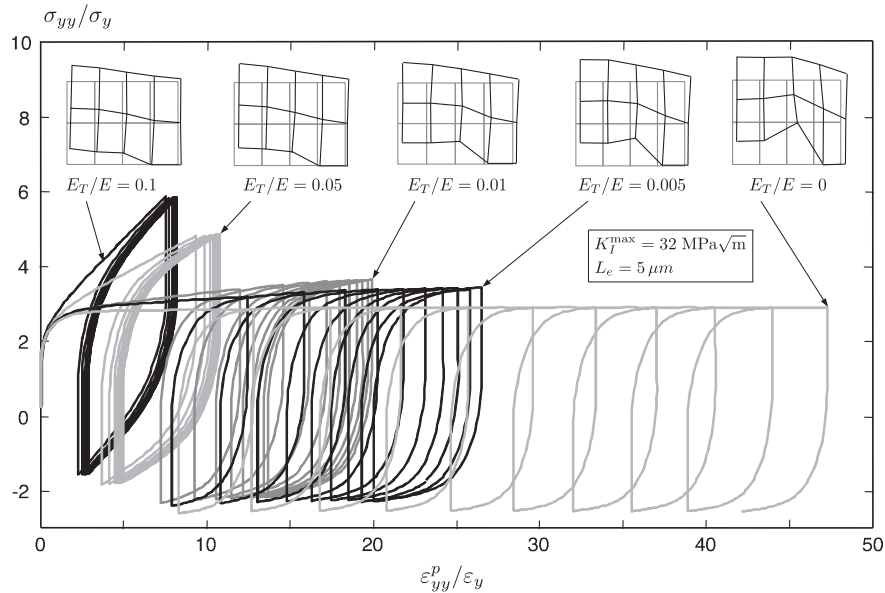 σ_yy/σ_y
10
8
6
4
2
0
-2
E_T/E = 0.1
E_T/E = 0.05
E_T/E = 0.01
E_T/E = 0.005
E_T/E = 0
K_I^max = 32 MPa√m
L_e = 5 μm
0 10 20 30 40 50
ε^p_yy/ε_y